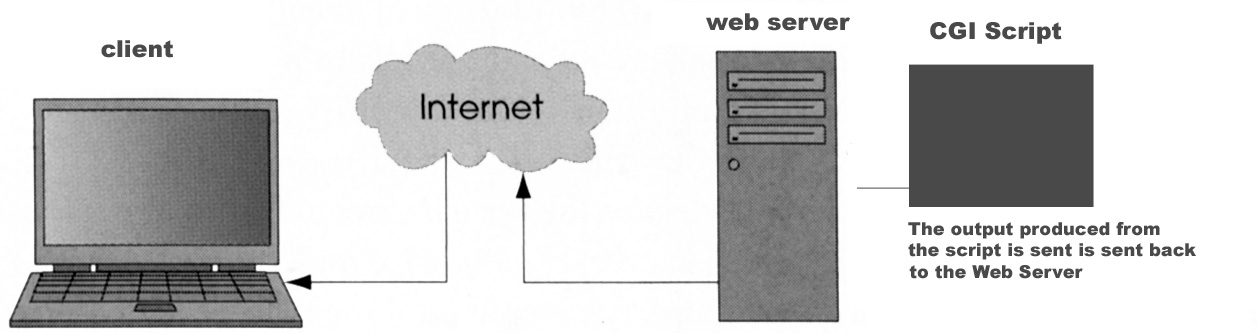 client
Internet
web server
CGI Script
The output produced from
the script is sent is sent back
to the Web Server